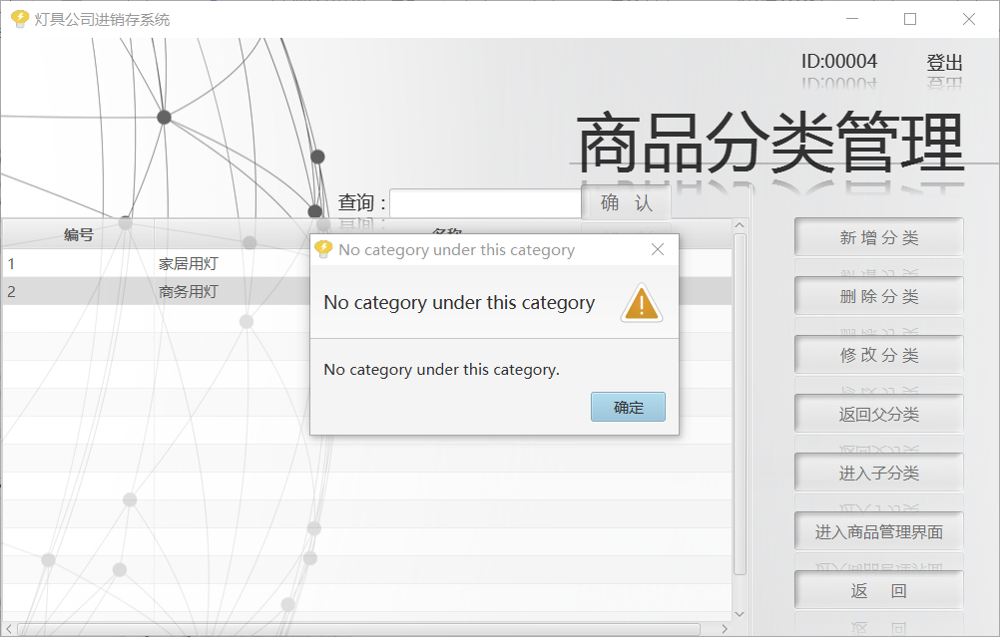 灯具公司进销存系统
ID:00004 登出
商品分类管理
查询： 确 认
编号 名称
1 家居用灯
2 商务用灯
No category under this category
No category under this category
No category under this category.
确定
新 增 分 类
删 除 分 类
修 改 分 类
返回父分类
进入子分类
进入商品管理界面
返 回